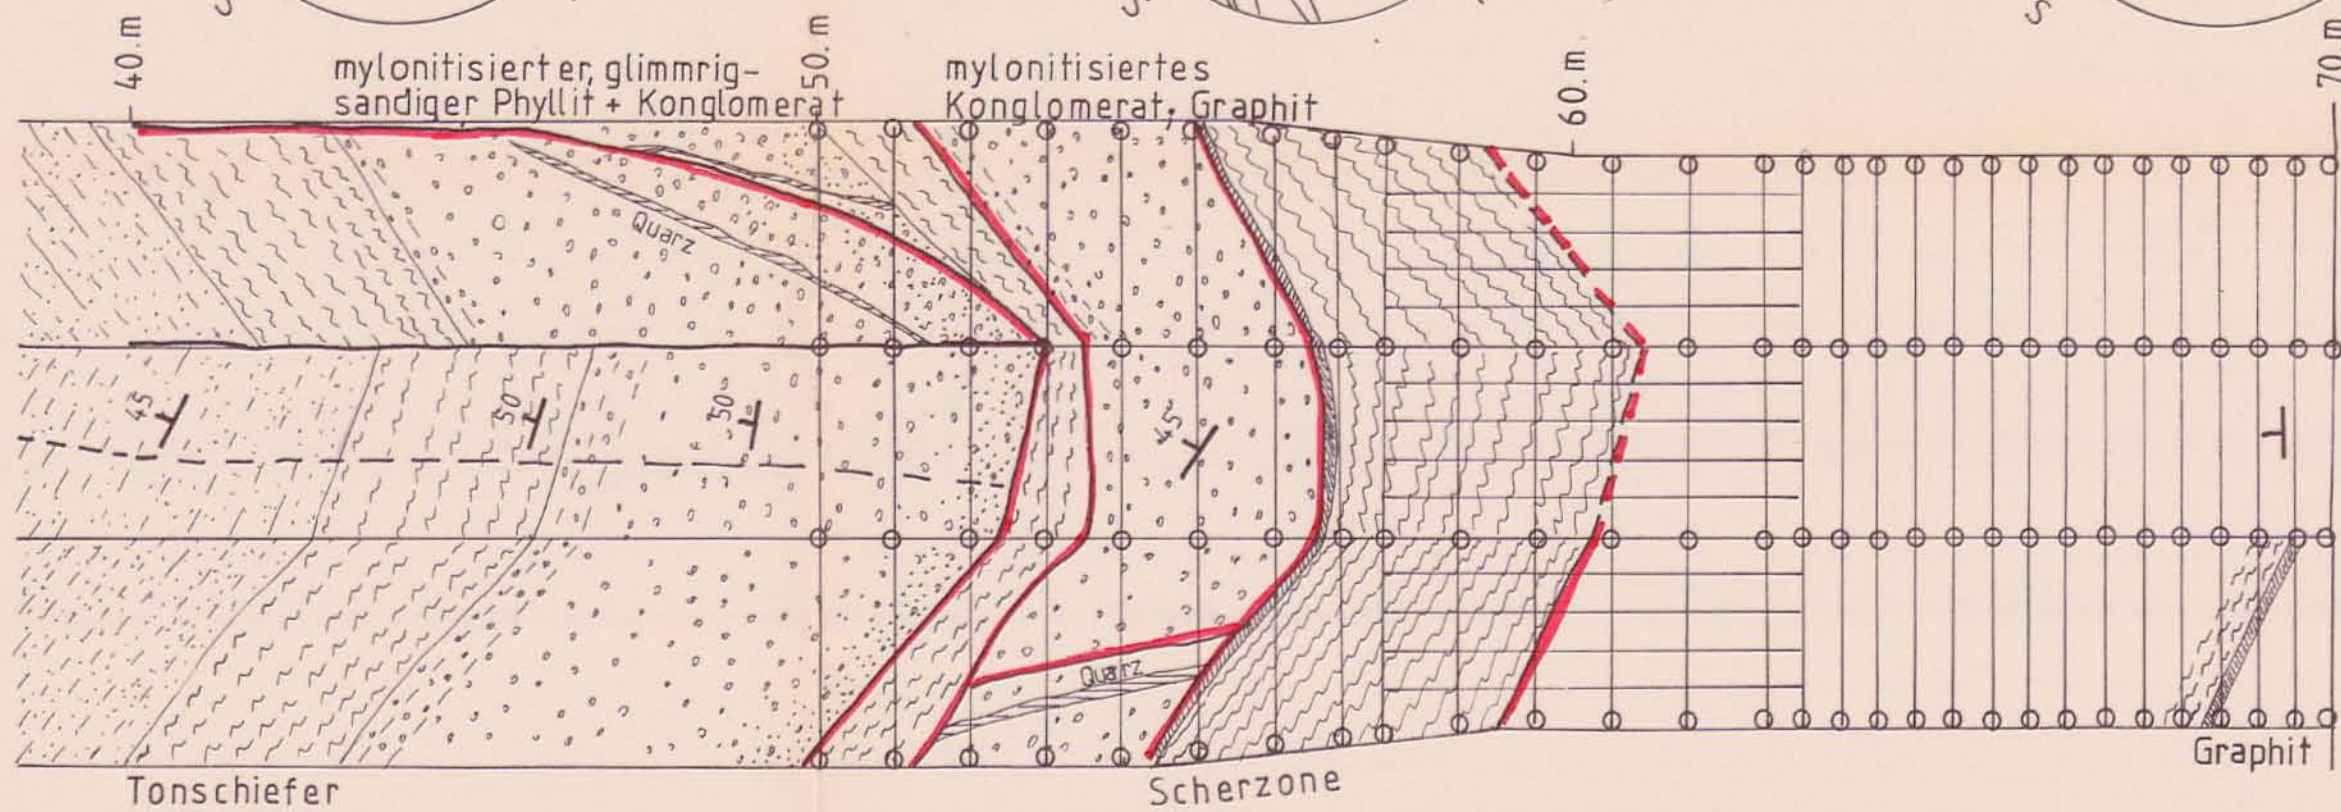 S
S
S
40.m
50.m
60.m
70.m
mylonitisierter, glimmrig-
sandiger Phyllit + Konglomerat
mylonitisiertes
Konglomerat, Graphit
Quarz
45
50
50
45
Quarz
Tonschiefer
Scherzone
Graphit